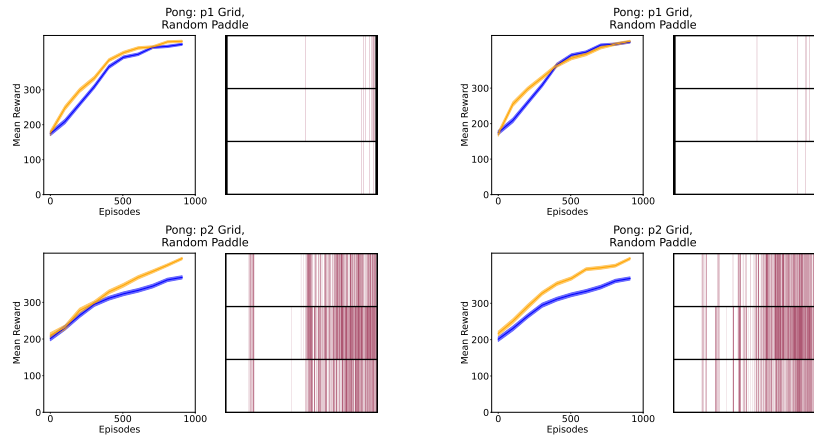 Pong: p1 Grid,
Random Paddle
Mean Reward
300
200
100
0
0
500
1000
Episodes
Pong: p1 Grid,
Random Paddle
Mean Reward
300
200
100
0
0
500
1000
Episodes
Pong: p2 Grid,
Random Paddle
Mean Reward
300
200
100
0
0
500
1000
Episodes
Pong: p2 Grid,
Random Paddle
Mean Reward
300
200
100
0
0
500
1000
Episodes